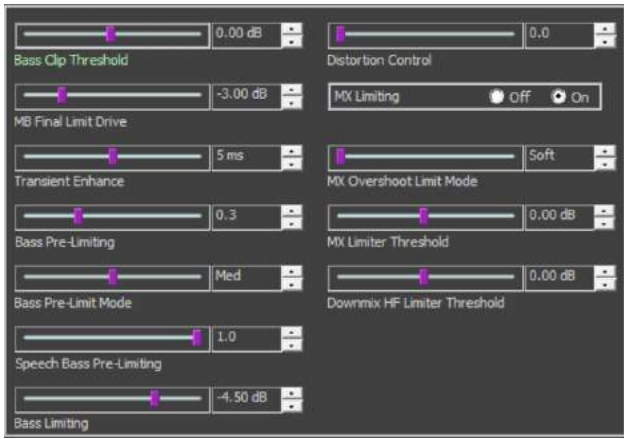 0.00 dB
Bass Clip Threshold
-3.00 dB
MB Final Limit Drive
5 ms
Transient Enhance
0.3
Bass Pre-Limiting
Med
Bass Pre-Limit Mode
1.0
Speech Bass Pre-Limiting
-4.50 dB
Bass Limiting
0.0
Distortion Control
MX Limiting Off On
Soft
MX Overshoot Limit Mode
0.00 dB
MX Limiter Threshold
0.00 dB
Downmix HF Limiter Threshold